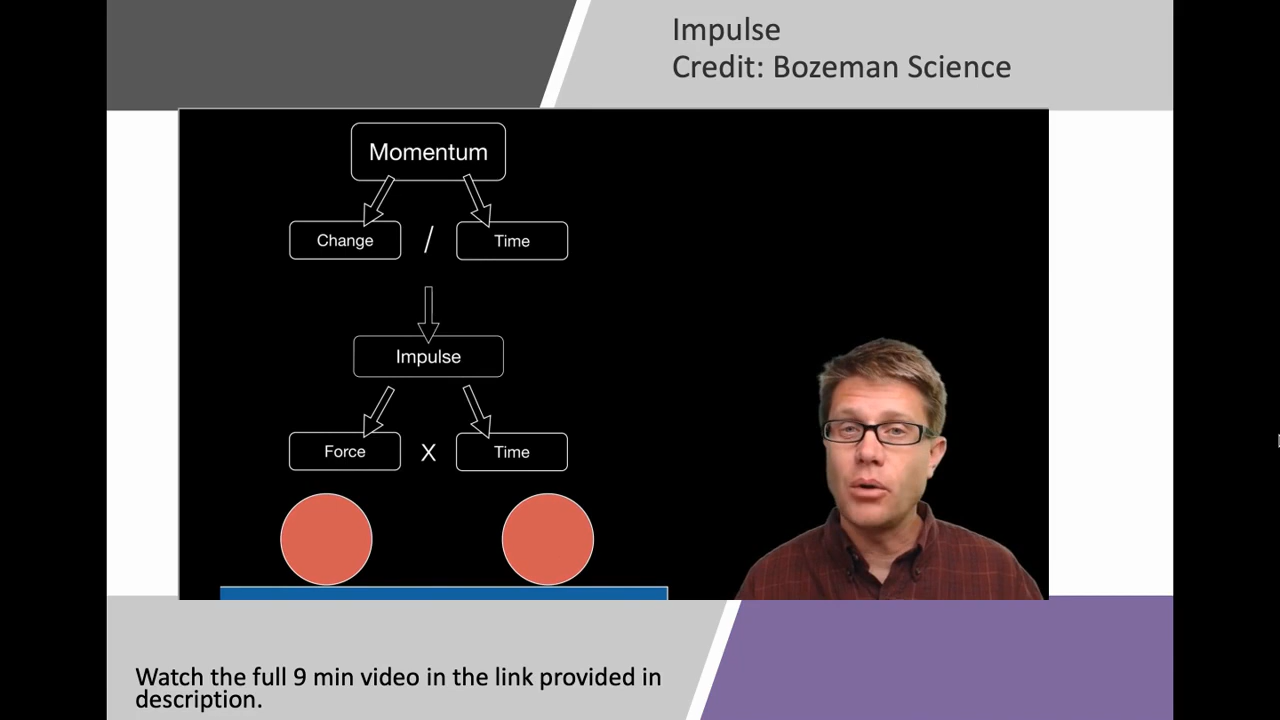 Impulse
Credit: Bozeman Science
Momentum
Change / Time
Impulse
Force X Time
Watch the full 9 min video in the link provided in
description.